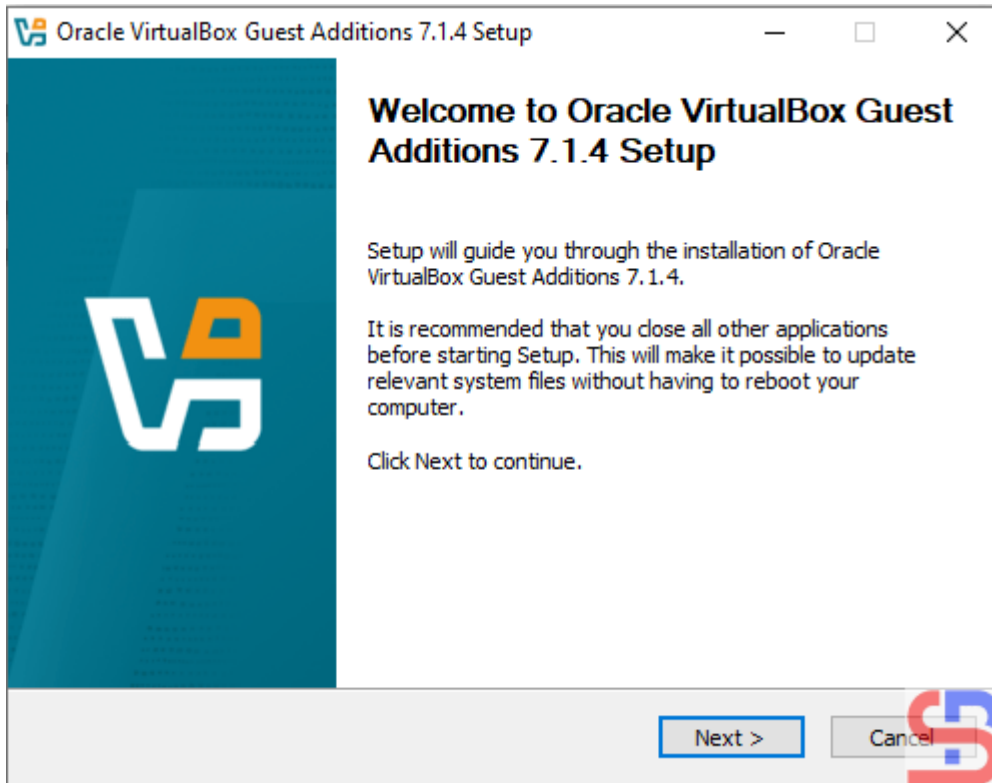 Oracle VirtualBox Guest Additions 7.1.4 Setup
Welcome to Oracle VirtualBox Guest
Additions 7.1.4 Setup
Setup will guide you through the installation of Oracle
VirtualBox Guest Additions 7.1.4.
It is recommended that you close all other applications
before starting Setup. This will make it possible to update
relevant system files without having to reboot your
computer.
Click Next to continue.
Next >
Cancel